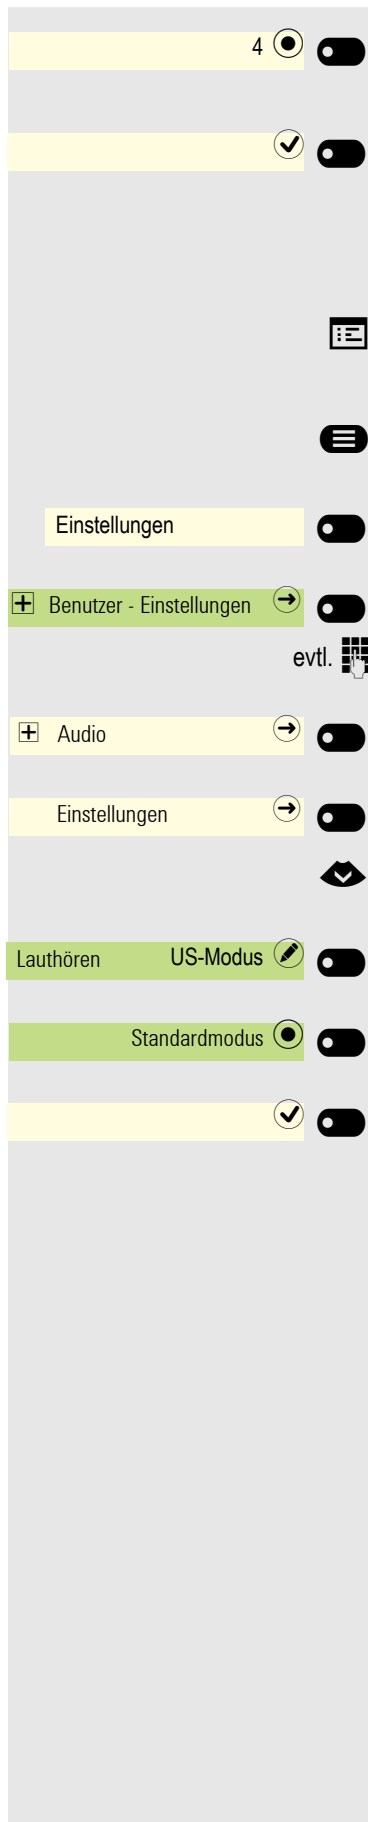 4
Einstellungen
Benutzer - Einstellungen
evtl.
Audio
Einstellungen
Lauthören US-Modus
Standardmodus